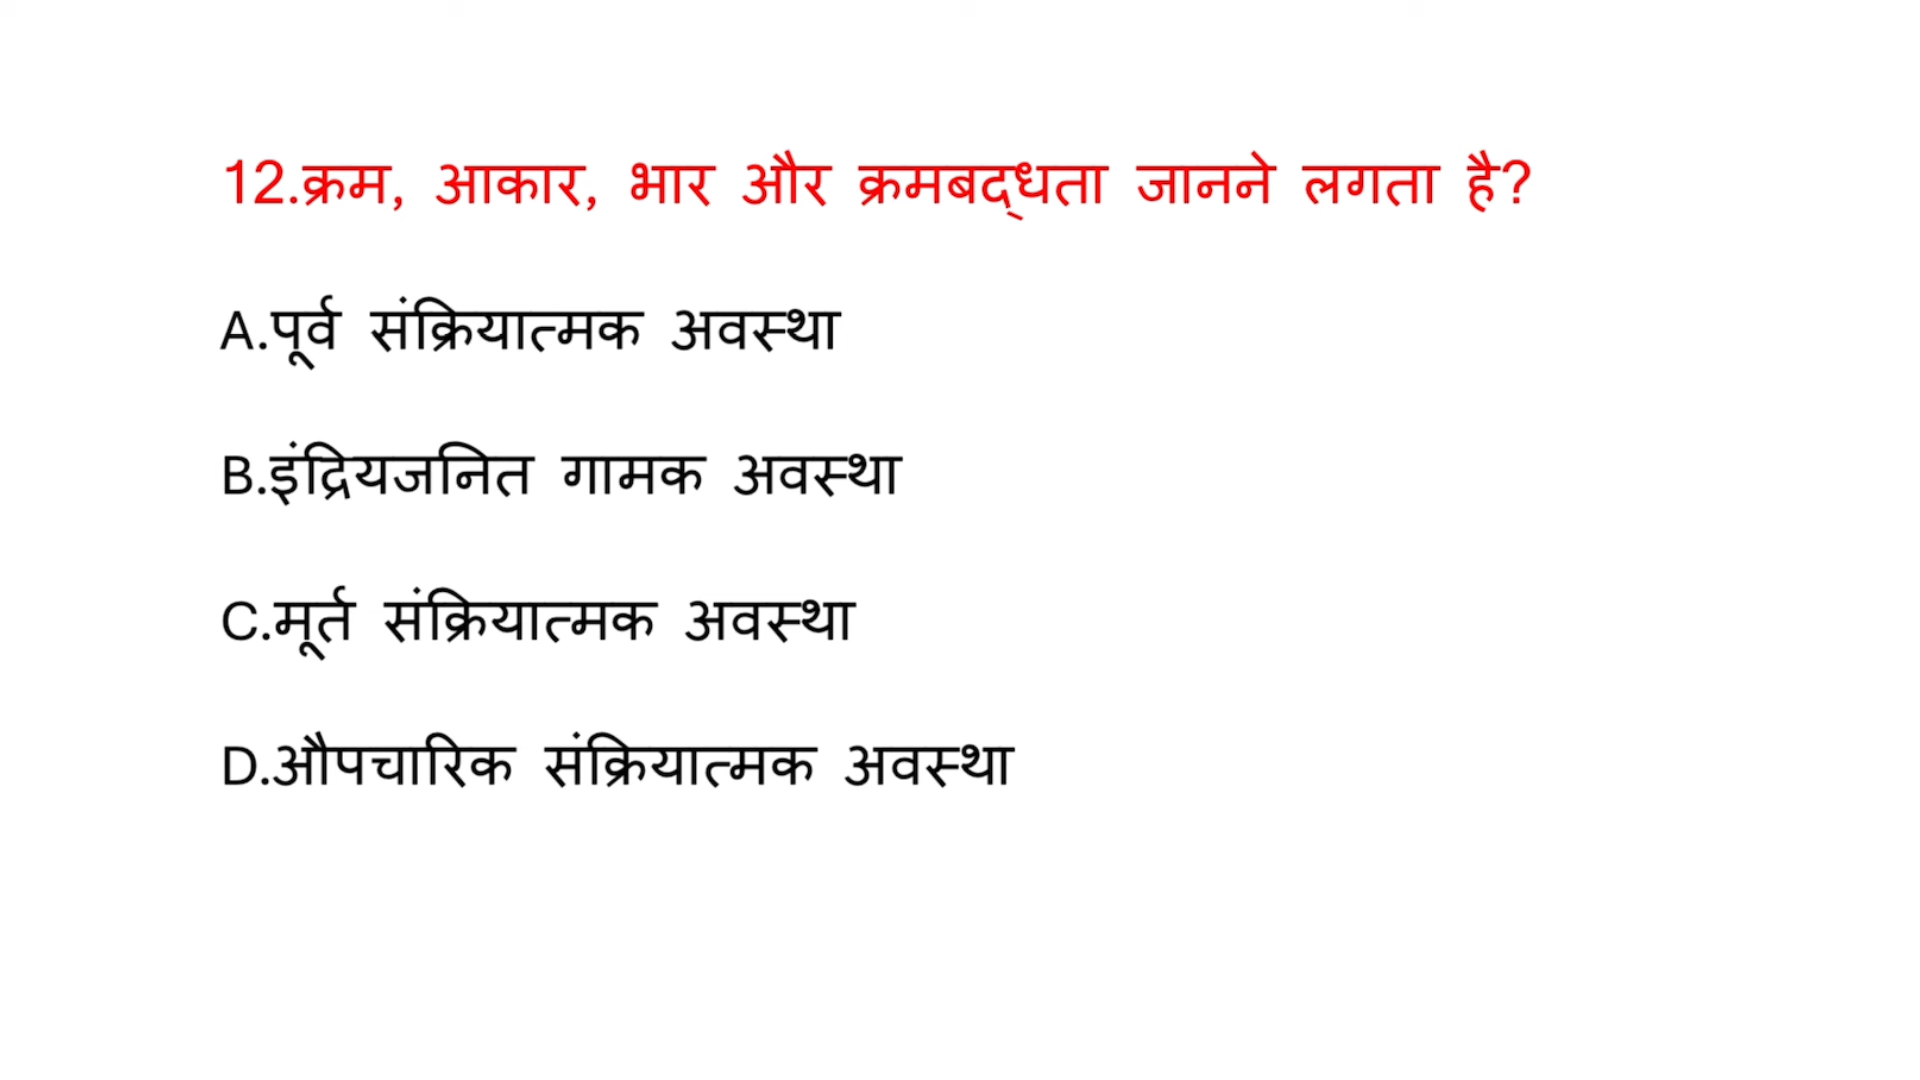 12.क्रम, आकार, भार और क्रमबद्धता जानने लगता है?
A.पूर्व संक्रियात्मक अवस्था
B.इंद्रियजनित गामक अवस्था
C.मूर्त संक्रियात्मक अवस्था
D.औपचारिक संक्रियात्मक अवस्था